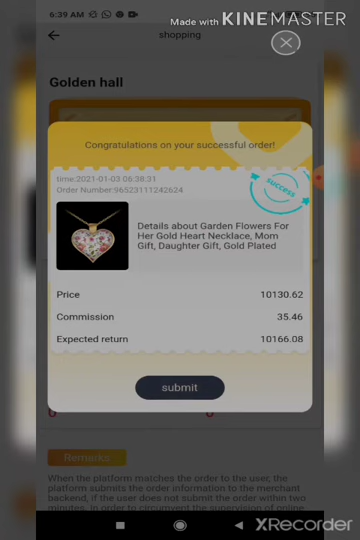 Made with KINEMASTER
6:39 AM
shopping
Golden hall
Congratulations on your successful order!
time:2021-01-03 06:38:31
Order Number:96523111242624
success
Details about Garden Flowers For
Her Gold Heart Necklace, Mom
Gift, Daughter Gift, Gold Plated
Price 10130.62
Commission 35.46
Expected return 10166.08
submit
0 0
Remarks
When the platform matches the order to the user, the
platform submits the order information to the merchant
backend, if the user does not submit the order within two
minutes. In order to circumvent the supervision of online
XRecorder